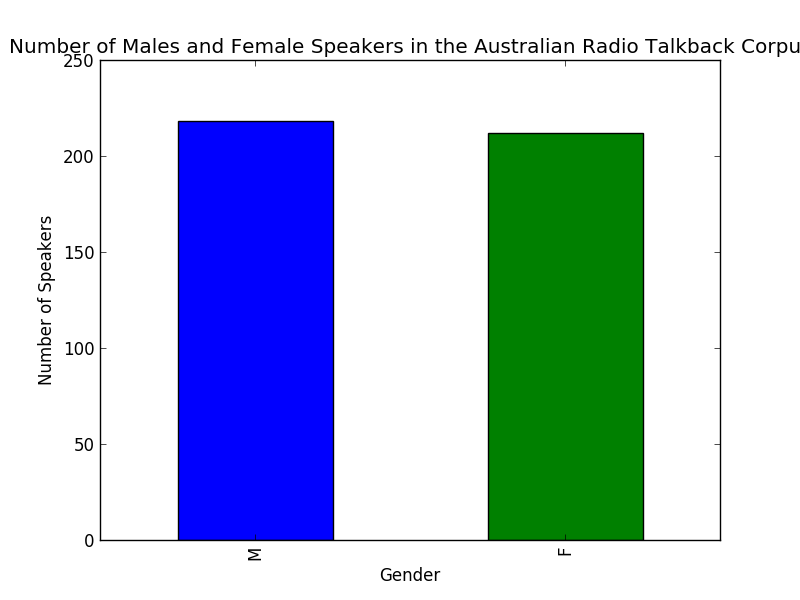 Number of Males and Female Speakers in the Australian Radio Talkback Corpu
250
200
150
100
50
0
Number of Speakers
M
F
Gender